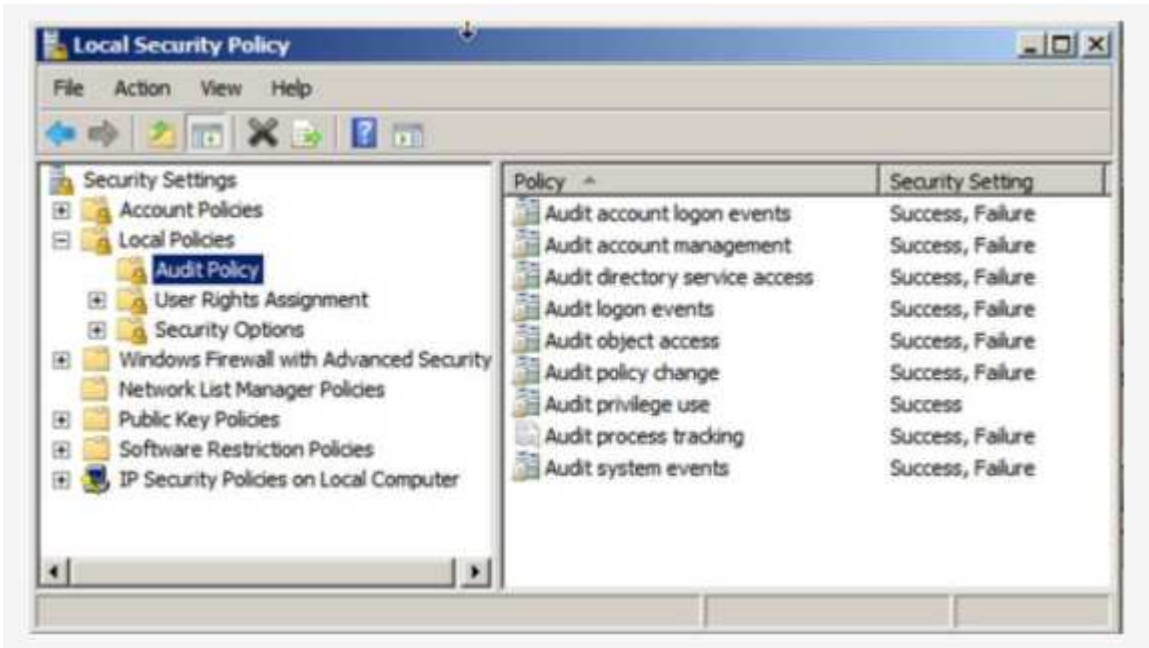 Local Security Policy
File Action View Help
Security Settings
Account Policies
Local Policies
Audit Policy
User Rights Assignment
Security Options
Windows Firewall with Advanced Security
Network List Manager Policies
Public Key Policies
Software Restriction Policies
IP Security Policies on Local Computer
Policy Security Setting
Audit account logon events Success, Failure
Audit account management Success, Failure
Audit directory service access Success, Failure
Audit logon events Success, Failure
Audit object access Success, Failure
Audit policy change Success, Failure
Audit privilege use Success
Audit process tracking Success, Failure
Audit system events Success, Failure